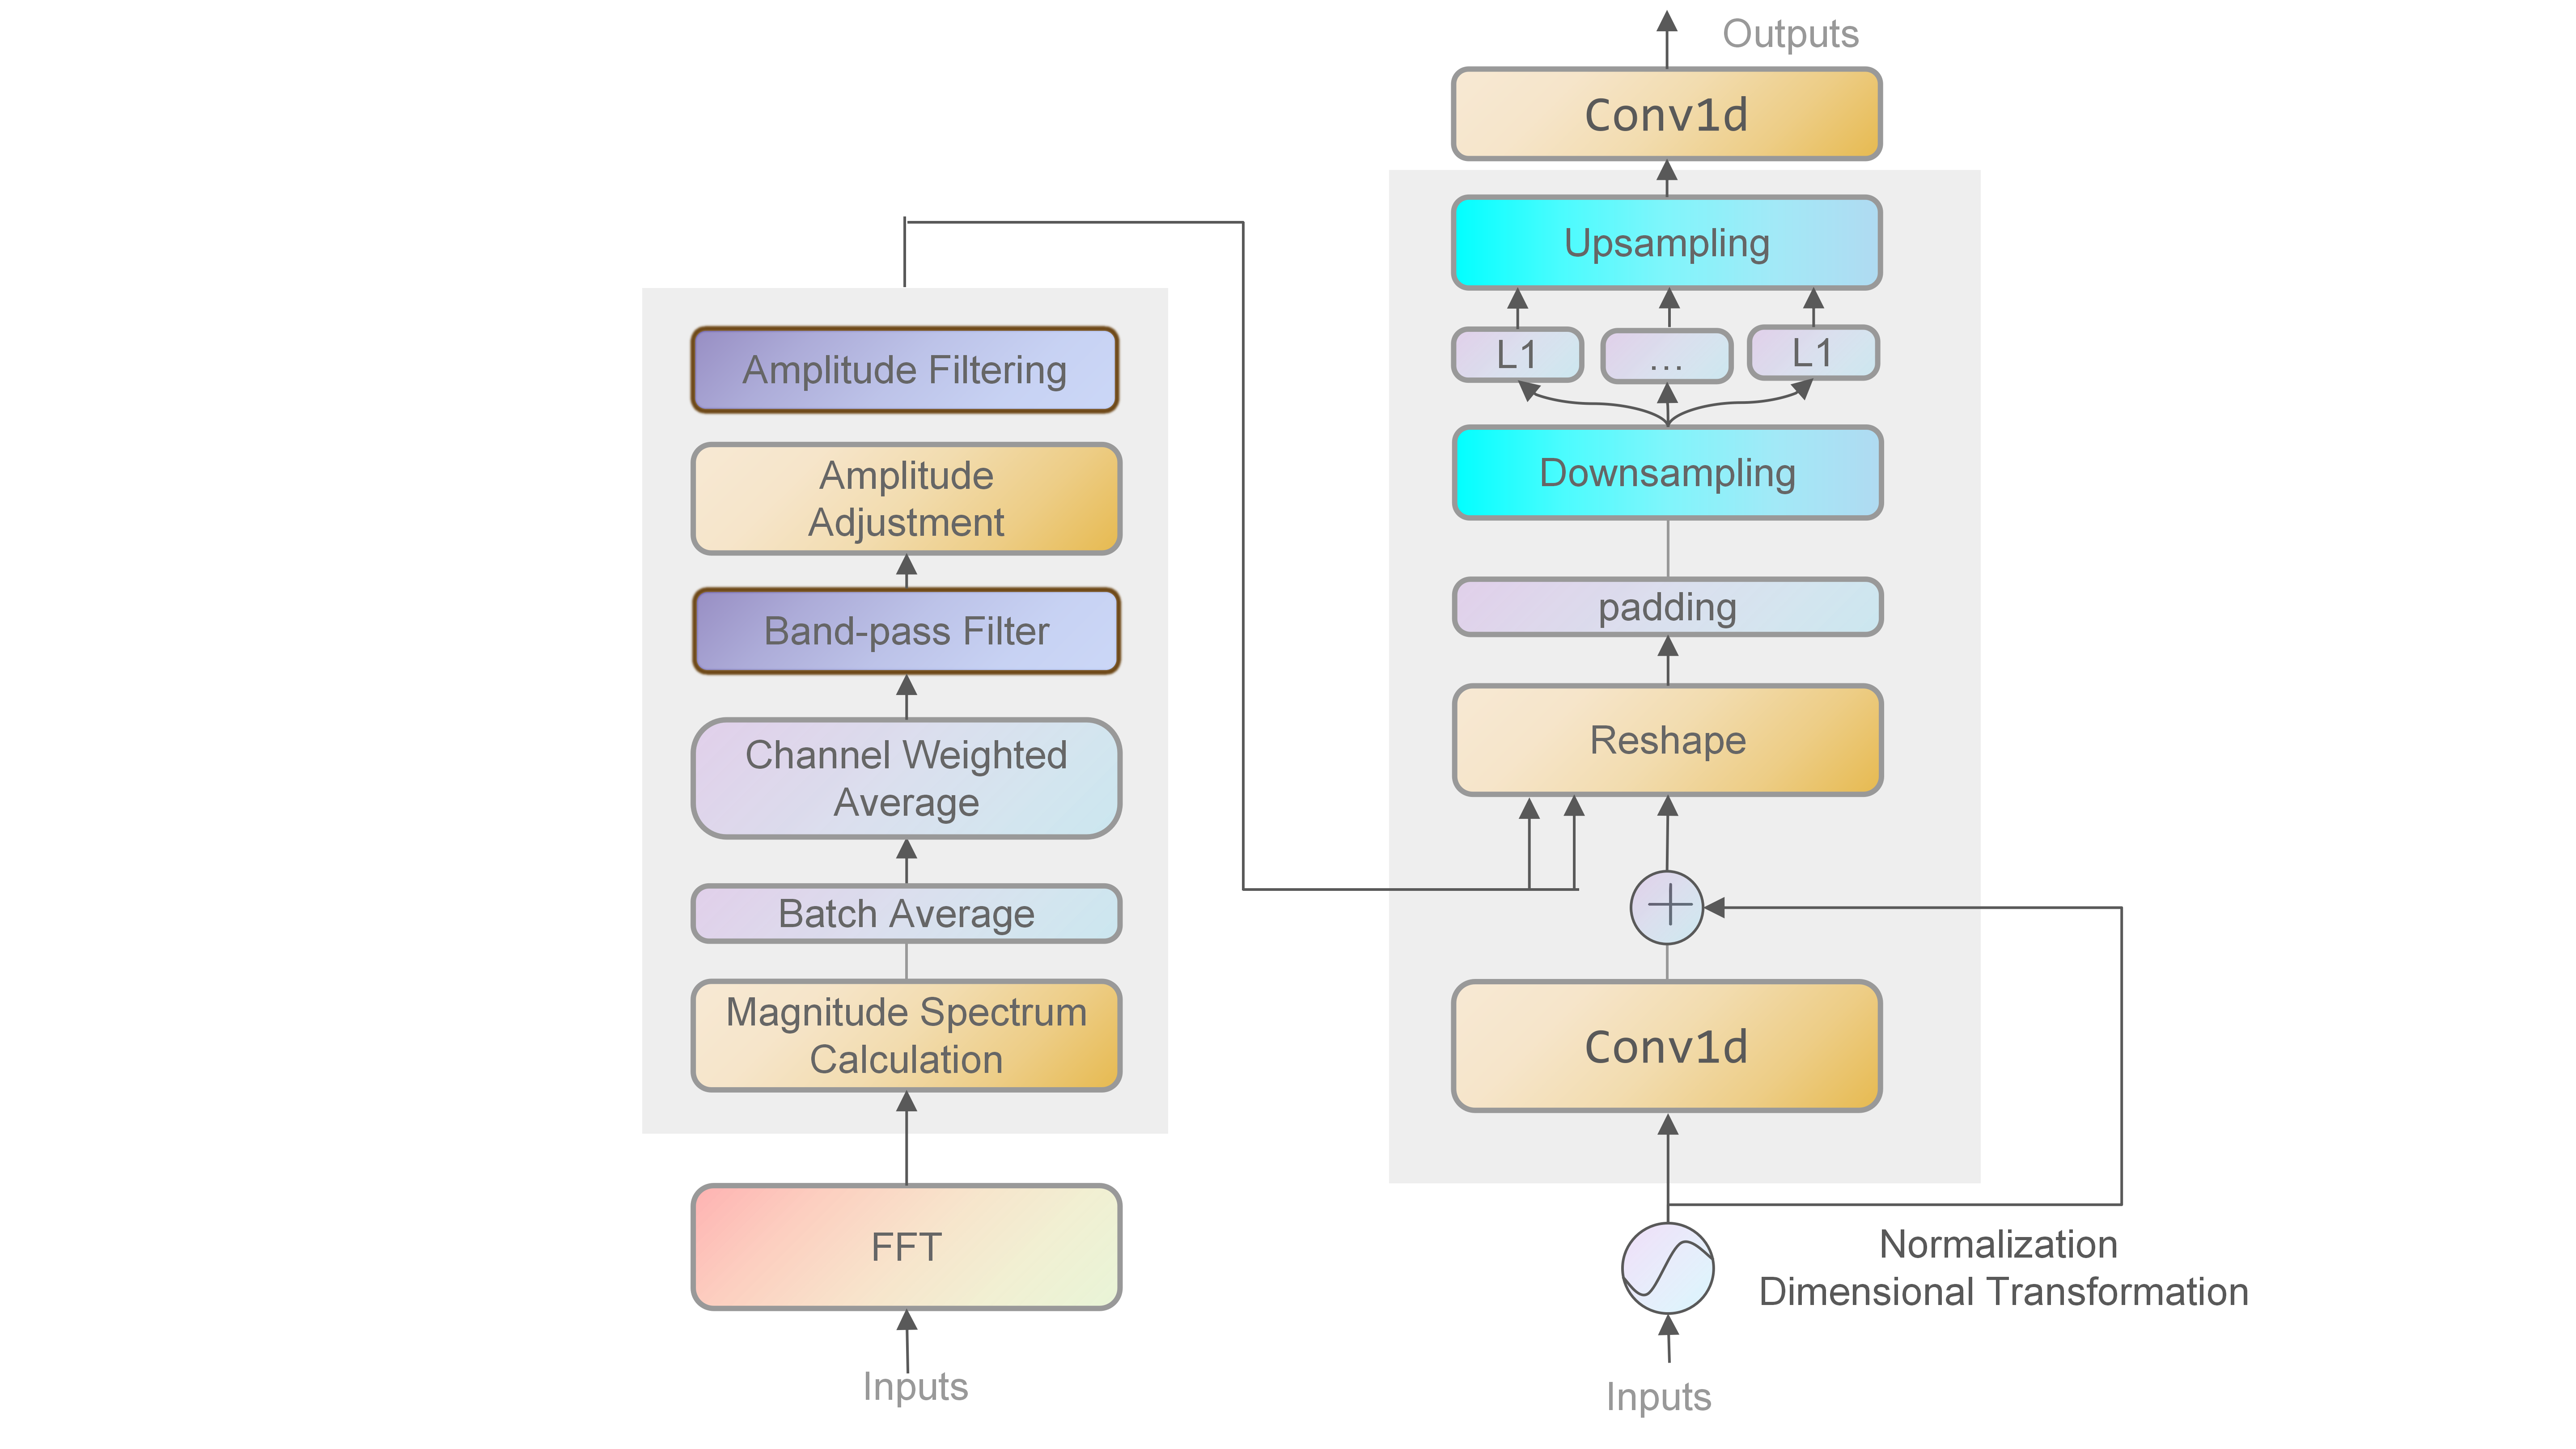 Outputs
Conv1d
Upsampling
L1
...
L1
Downsampling
padding
Reshape
Conv1d
Normalization
Dimensional Transformation
Inputs
Amplitude Filtering
Amplitude
Adjustment
Band-pass Filter
Channel Weighted
Average
Batch Average
Magnitude Spectrum
Calculation
FFT
Inputs